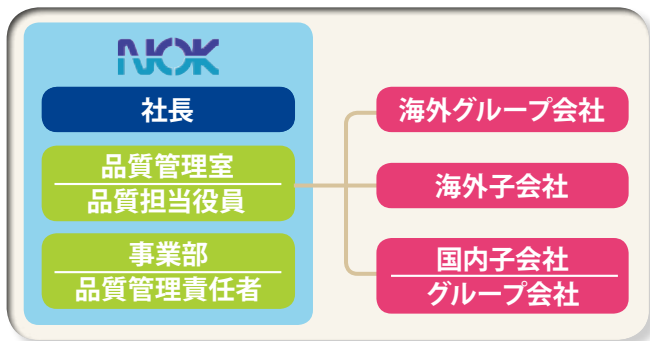 NOK
社長
品質管理室
品質担当役員
事業部
品質管理責任者
海外グループ会社
海外子会社
国内子会社
グループ会社